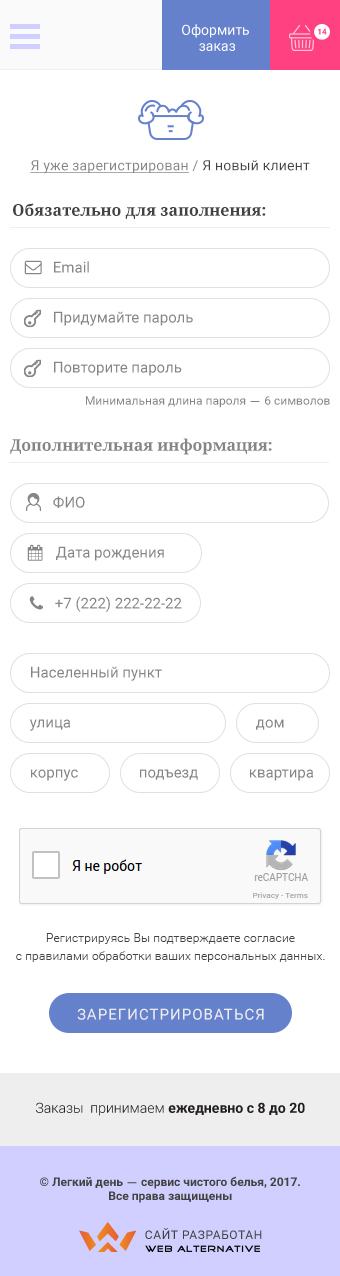 Оформить
заказ
14
Я уже зарегистрирован / Я новый клиент
Обязательно для заполнения:
Email
Придумайте пароль
Повторите пароль
Минимальная длина пароля — 6 символов
Дополнительная информация:
ФИО
Дата рождения
+7 (222) 222-22-22
Населенный пункт
улица дом
корпус подъезд квартира
Я не робот
reCAPTCHA
Privacy - Terms
Регистрируясь Вы подтверждаете согласие
с правилами обработки ваших персональных данных.
ЗАРЕГИСТРИРОВАТЬСЯ
Заказы принимаем ежедневно с 8 до 20
© Легкий день — сервис чистого белья, 2017.
Все права защищены
САЙТ РАЗРАБОТАН
WEB ALTERNATIVE